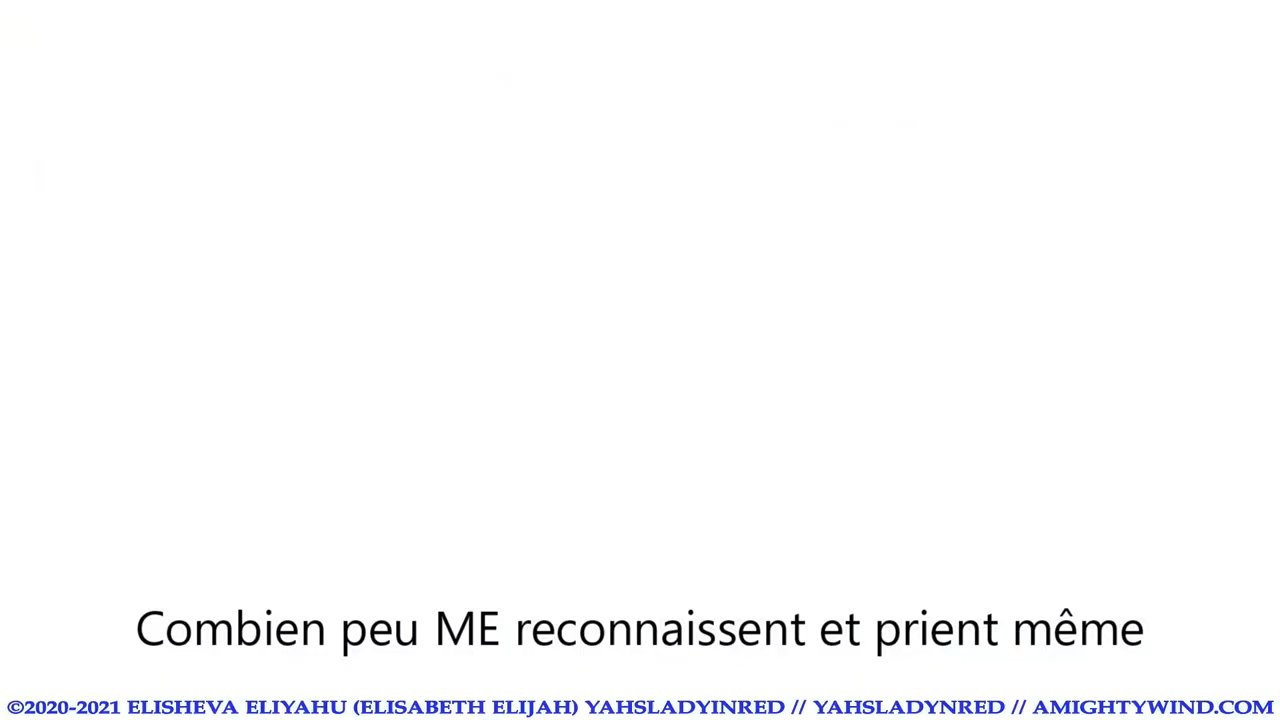 Combien peu ME reconnaissent et prient même
©2020-2021 ELISHEVA ELIYAHU (ELISABETH ELIJAH) YAHSLADYINRED // YAHSLADYNRED // AMIGHTYWIND.COM